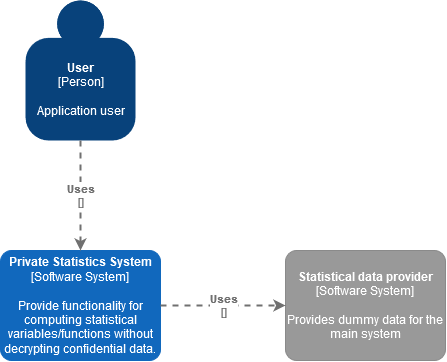 User
[Person]
Application user
Uses
[]
Private Statistics System
[Software System]
Provide functionality for
computing statistical
variables/functions without
decrypting confidential data.
Uses
[]
Statistical data provider
[Software System]
Provides dummy data for the
main system